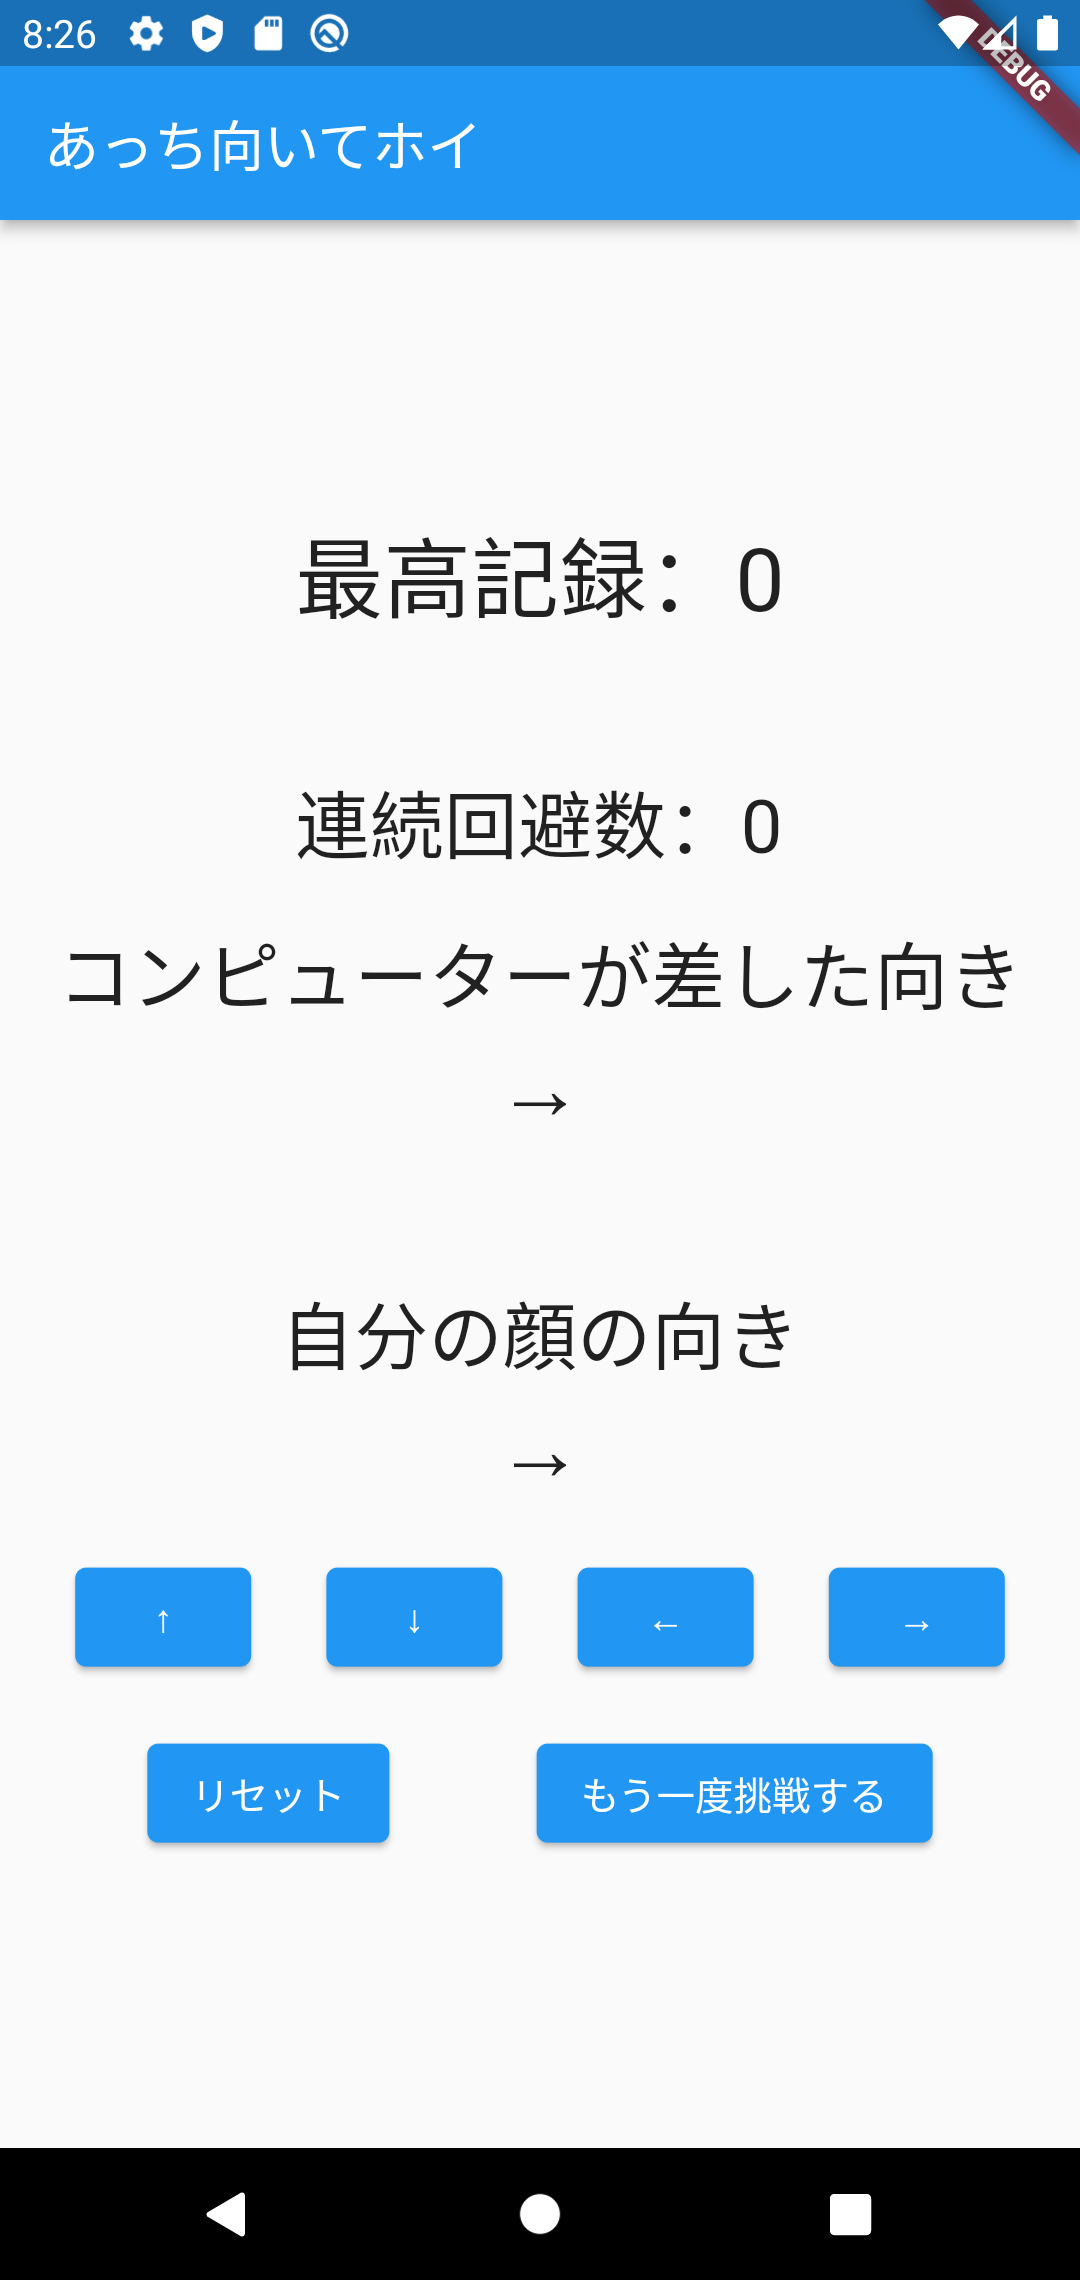 8:26
DEBUG
あっち向いてホイ
最高記録：0
連続回避数：0
コンピューターが差した向き
→
自分の顔の向き
→
↑ ↓ ← →
リセット もう一度挑戦する